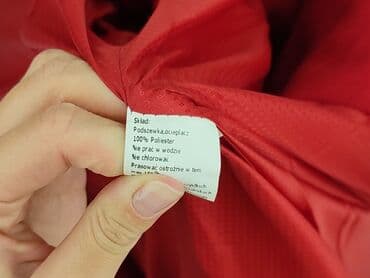 Skład:
Podszewka,ocieplacz
100% Poliester
Nie prać w wodzie
Nie chlorować
Prasować ostrożnie w tem